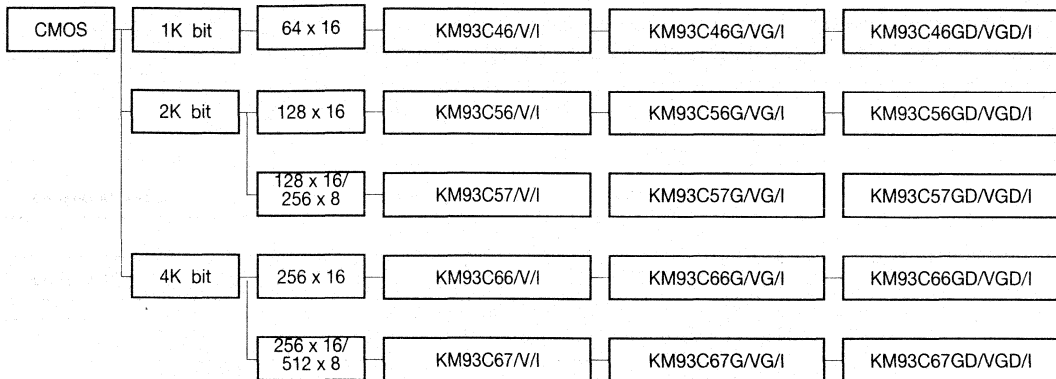 CMOS
1K bit
64 x 16
KM93C46/V/I
KM93C46G/VG/I
KM93C46GD/VGD/I
2K bit
128 x 16
KM93C56/V/I
KM93C56G/VG/I
KM93C56GD/VGD/I
128 x 16/
256 x 8
KM93C57/V/I
KM93C57G/VG/I
KM93C57GD/VGD/I
4K bit
256 x 16
KM93C66/V/I
KM93C66G/VG/I
KM93C66GD/VGD/I
256 x 16/
512 x 8
KM93C67/V/I
KM93C67G/VG/I
KM93C67GD/VGD/I